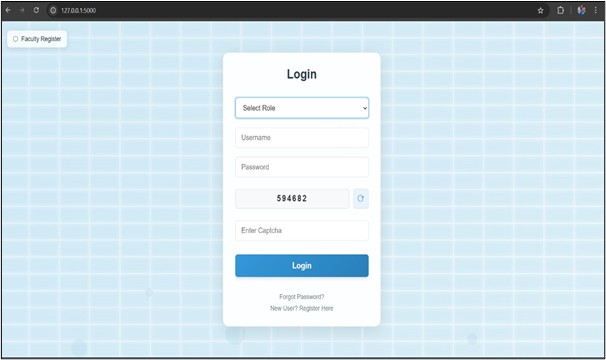 127.0.0.1:5000
Faculty Register
Login
Select Role
Username
Password
594682
Enter Captcha
Login
Forgot Password?
New User? Register Here